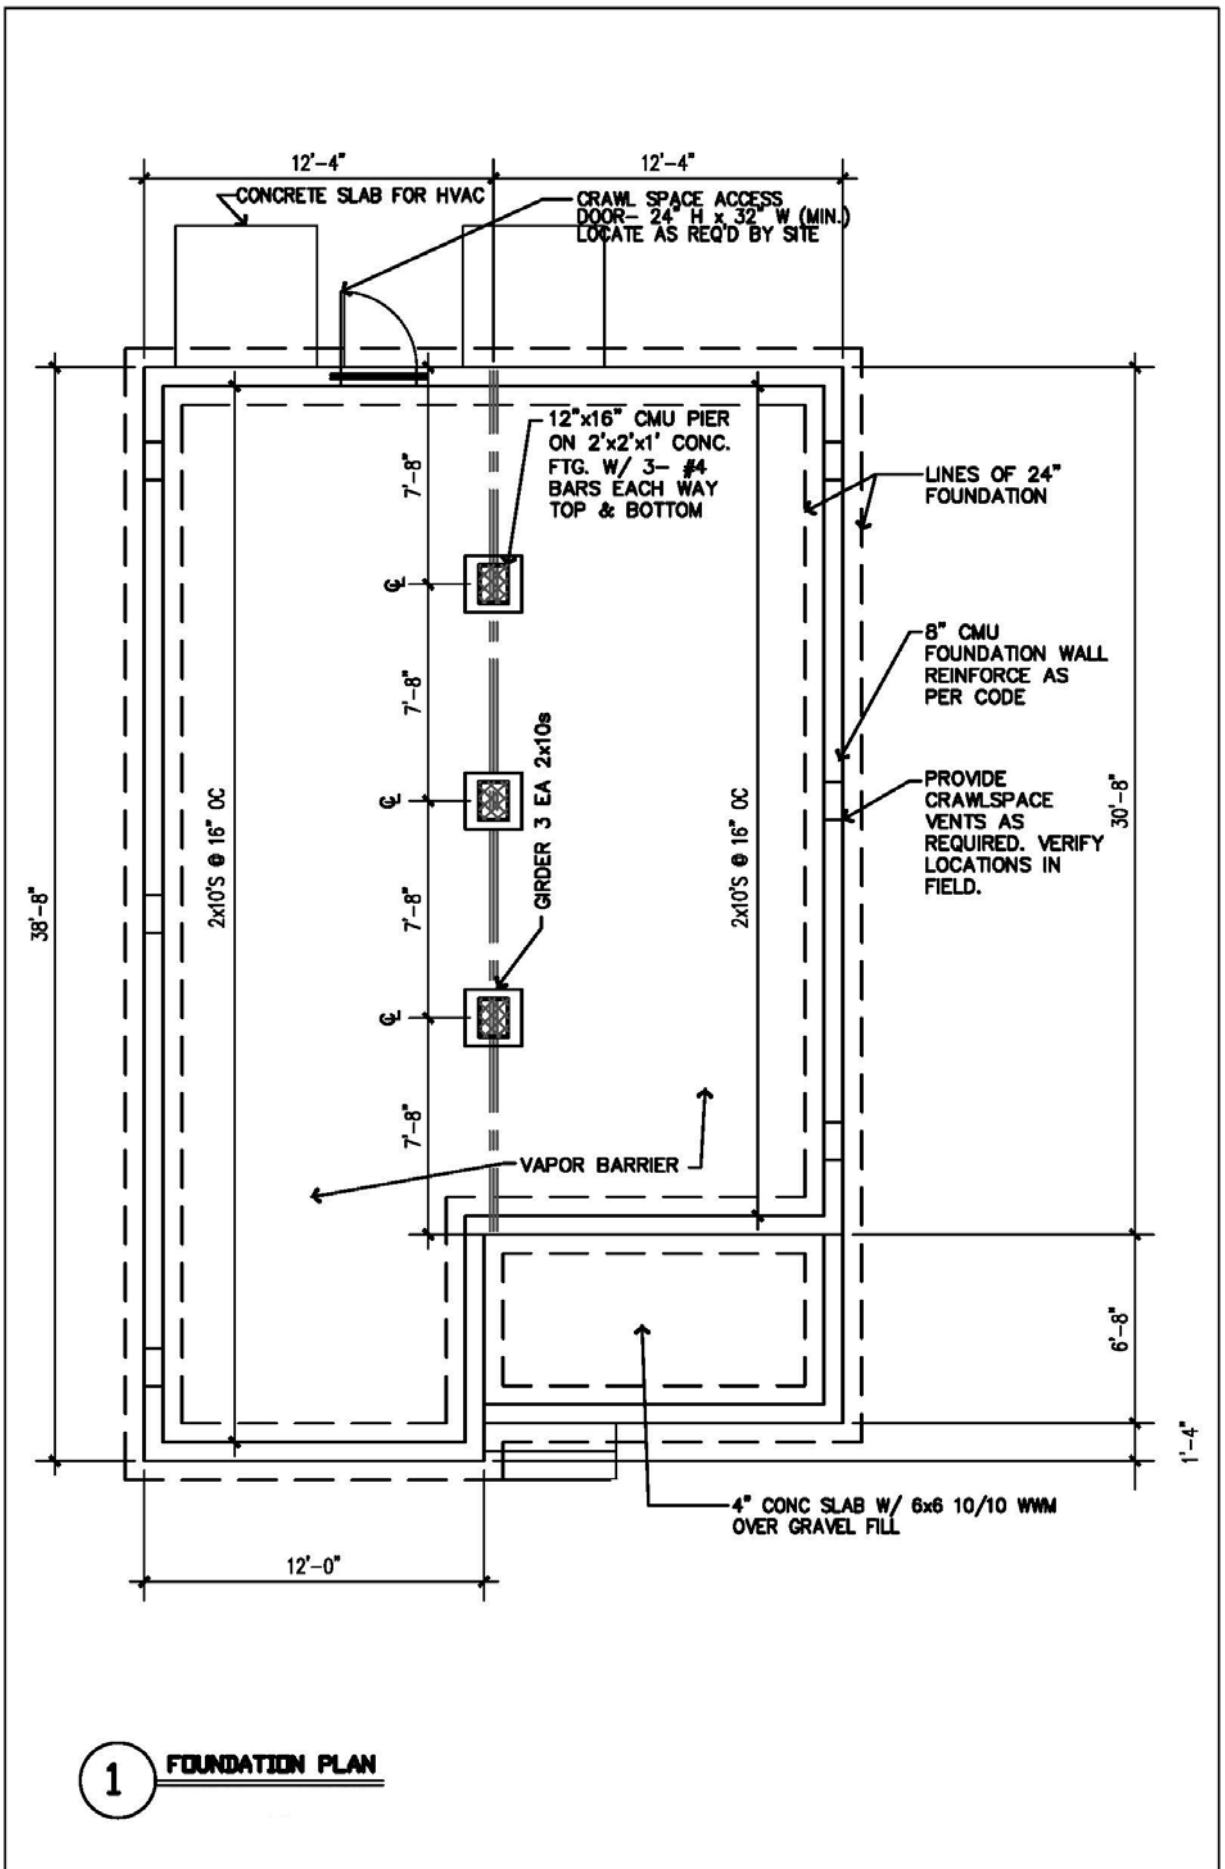 12'-4"
12'-4"
CONCRETE SLAB FOR HVAC
CRAWL SPACE ACCESS
DOOR- 24" H x 32" W (MIN.)
LOCATE AS REQ'D BY SITE
12"x16" CMU PIER
ON 2'x2'x1' CONC.
FTG. W/ 3- #4
BARS EACH WAY
TOP & BOTTOM
7'-8"
LINES OF 24"
FOUNDATION
℄
8" CMU
FOUNDATION WALL
REINFORCE AS
PER CODE
7'-8"
GIRDER 3 EA 2x10s
℄
PROVIDE
CRAWLSPACE
VENTS AS
REQUIRED. VERIFY
LOCATIONS IN
FIELD.
30'-8"
2x10'S @ 16" OC
2x10'S @ 16" OC
38'-8"
7'-8"
℄
7'-8"
VAPOR BARRIER
6'-8"
1'-4"
4" CONC SLAB W/ 6x6 10/10 WWM
OVER GRAVEL FILL
12'-0"
1
FOUNDATION PLAN